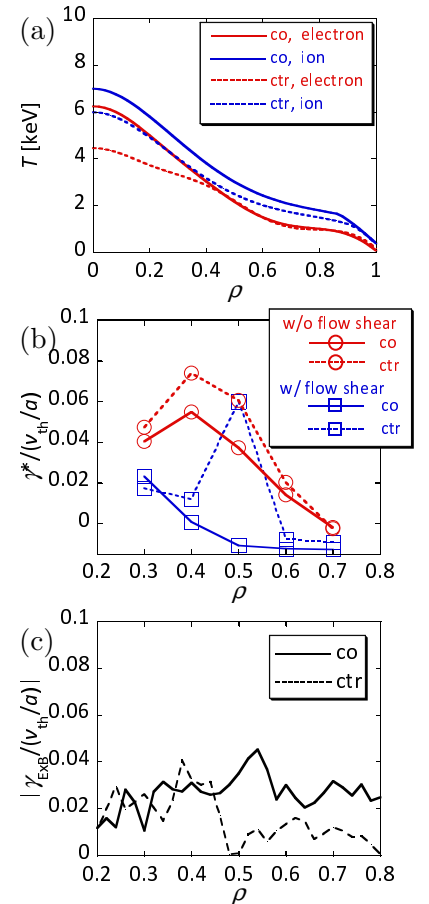 (a)
10
8
6
4
2
0
T [keV]
co, electron
co, ion
ctr, electron
ctr, ion
0 0.2 0.4 0.6 0.8 1
ρ
(b)
0.1
0.08
0.06
0.04
0.02
0
γ*/(vth/a)
w/o flow shear
co
ctr
w/ flow shear
co
ctr
0.2 0.3 0.4 0.5 0.6 0.7 0.8
ρ
(c)
0.1
0.08
0.06
0.04
0.02
0
|γExB/(vth/a)|
co
ctr
0.2 0.3 0.4 0.5 0.6 0.7 0.8
ρ